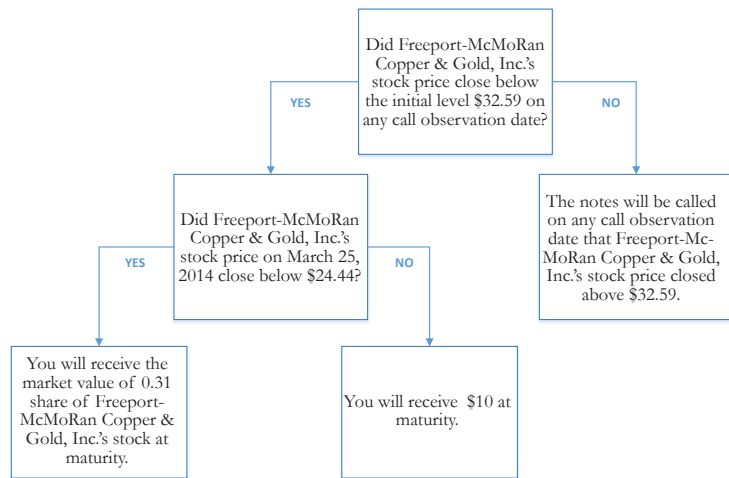 Did Freeport-McMoRan
Copper & Gold, Inc.'s
stock price close below
the initial level $32.59 on
any call observation date?
YES
NO
Did Freeport-McMoRan
Copper & Gold, Inc.'s
stock price on March 25,
2014 close below $24.44?
The notes will be called
on any call observation
date that Freeport-Mc-
MoRan Copper & Gold,
Inc.'s stock price closed
above $32.59.
YES
NO
You will receive the
market value of 0.31
share of Freeport-
McMoRan Copper &
Gold, Inc.'s stock at
maturity.
You will receive $10 at
maturity.